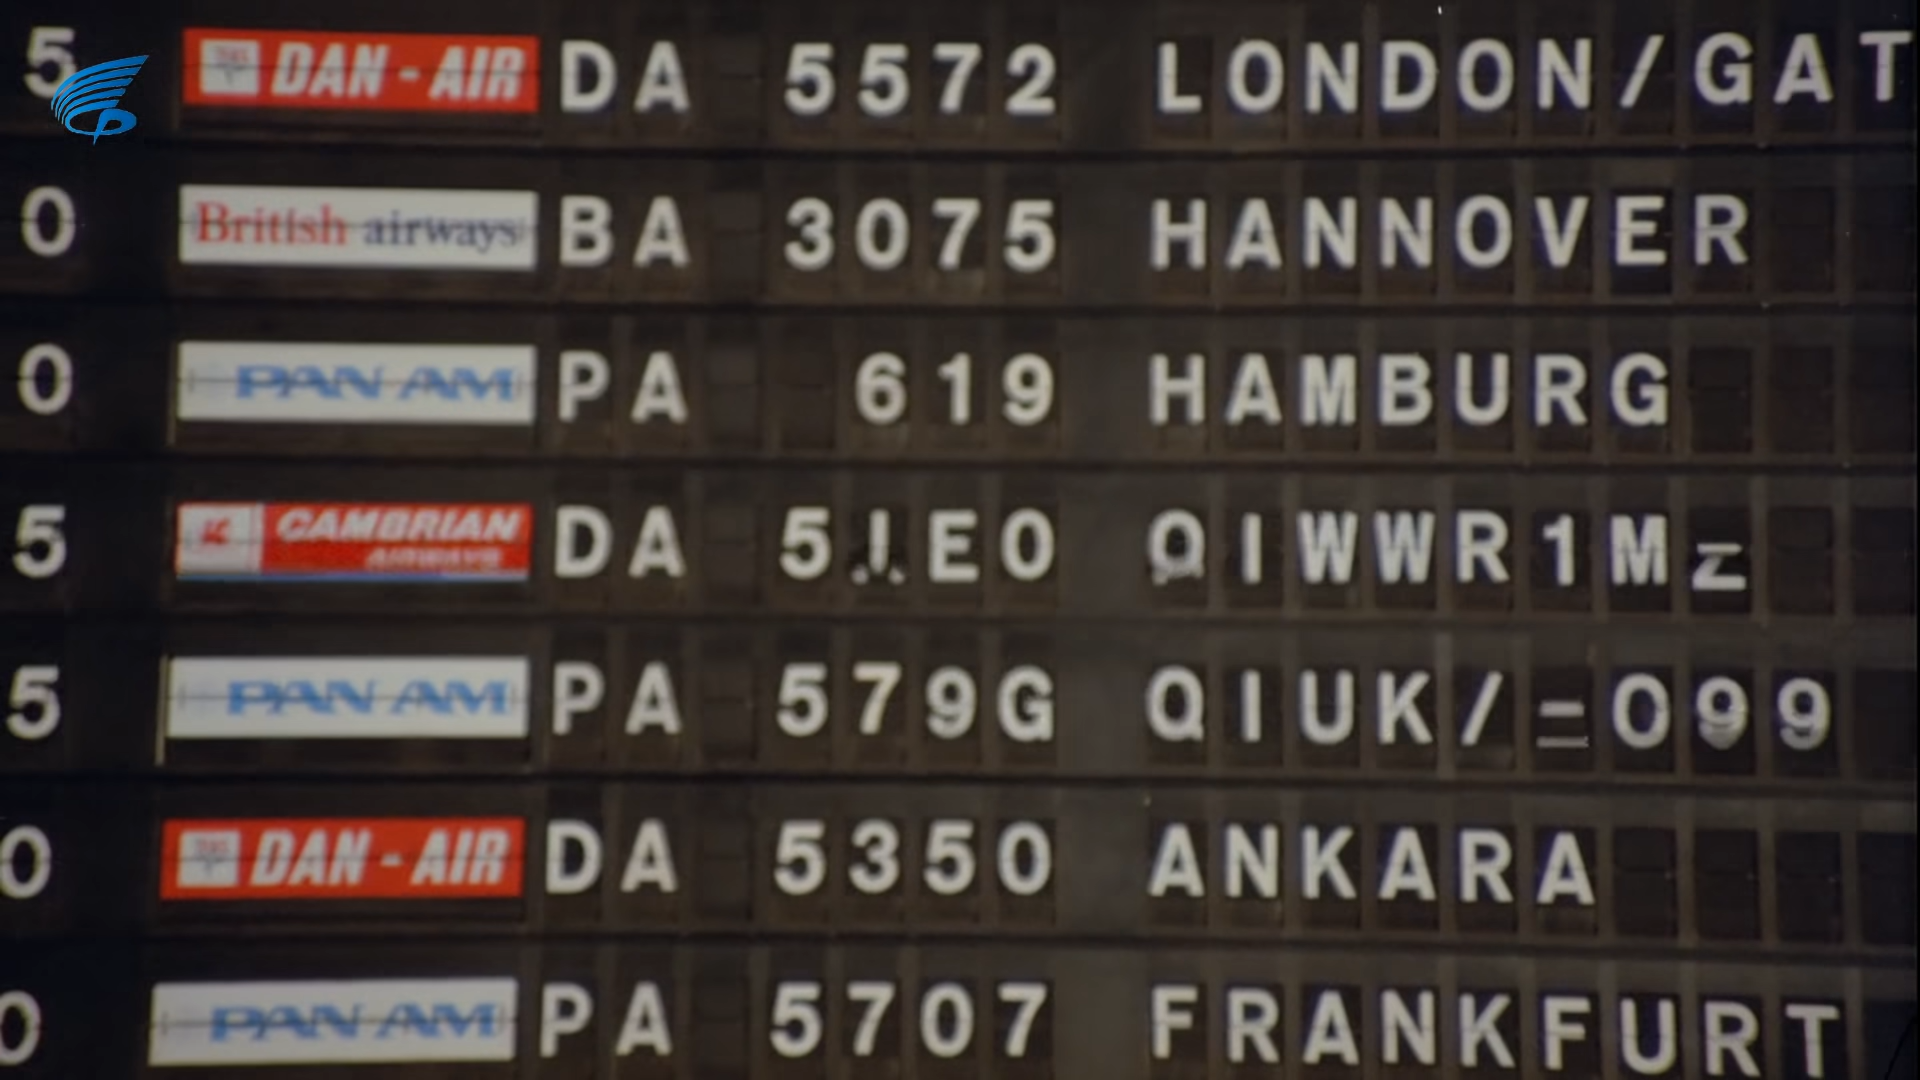 5 DAN-AIR DA 5572 LONDON/GAT
0 British airways BA 3075 HANNOVER
0 PAN AM PA 619 HAMBURG
5 CAMBRIAN AIRWAYS DA 5 E0 QIWWR1M
5 PAN AM PA 579G QIUK/=099
0 DAN-AIR DA 5350 ANKARA
0 PAN AM PA 5707 FRANKFURT